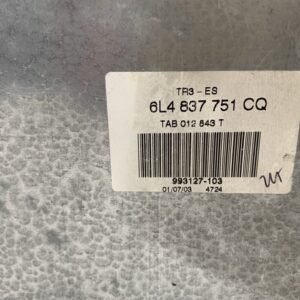 TR3 - ES
6L4 837 751 CQ
TAB 012 843 T
993127-103
01/07/03 4724